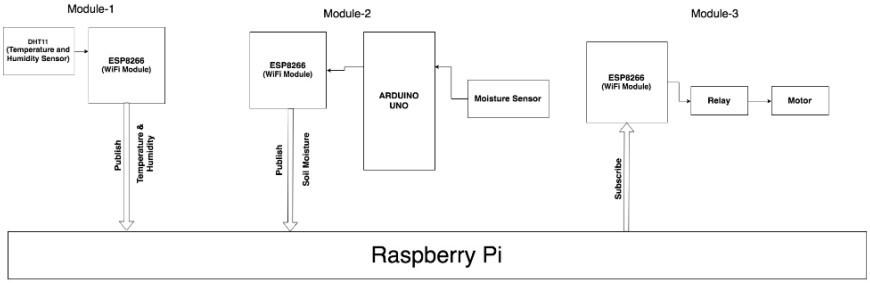 Module-1
Module-2
Module-3
DHT11
(Temperature and
Humidity Sensor)
ESP8266
(WiFi Module)
ESP8266
(WiFi Module)
ARDUINO
UNO
Moisture Sensor
ESP8266
(WiFi Module)
Relay
Motor
Publish
Temperature &
Humidity
Publish
Soil Moisture
Subscribe
Raspberry Pi